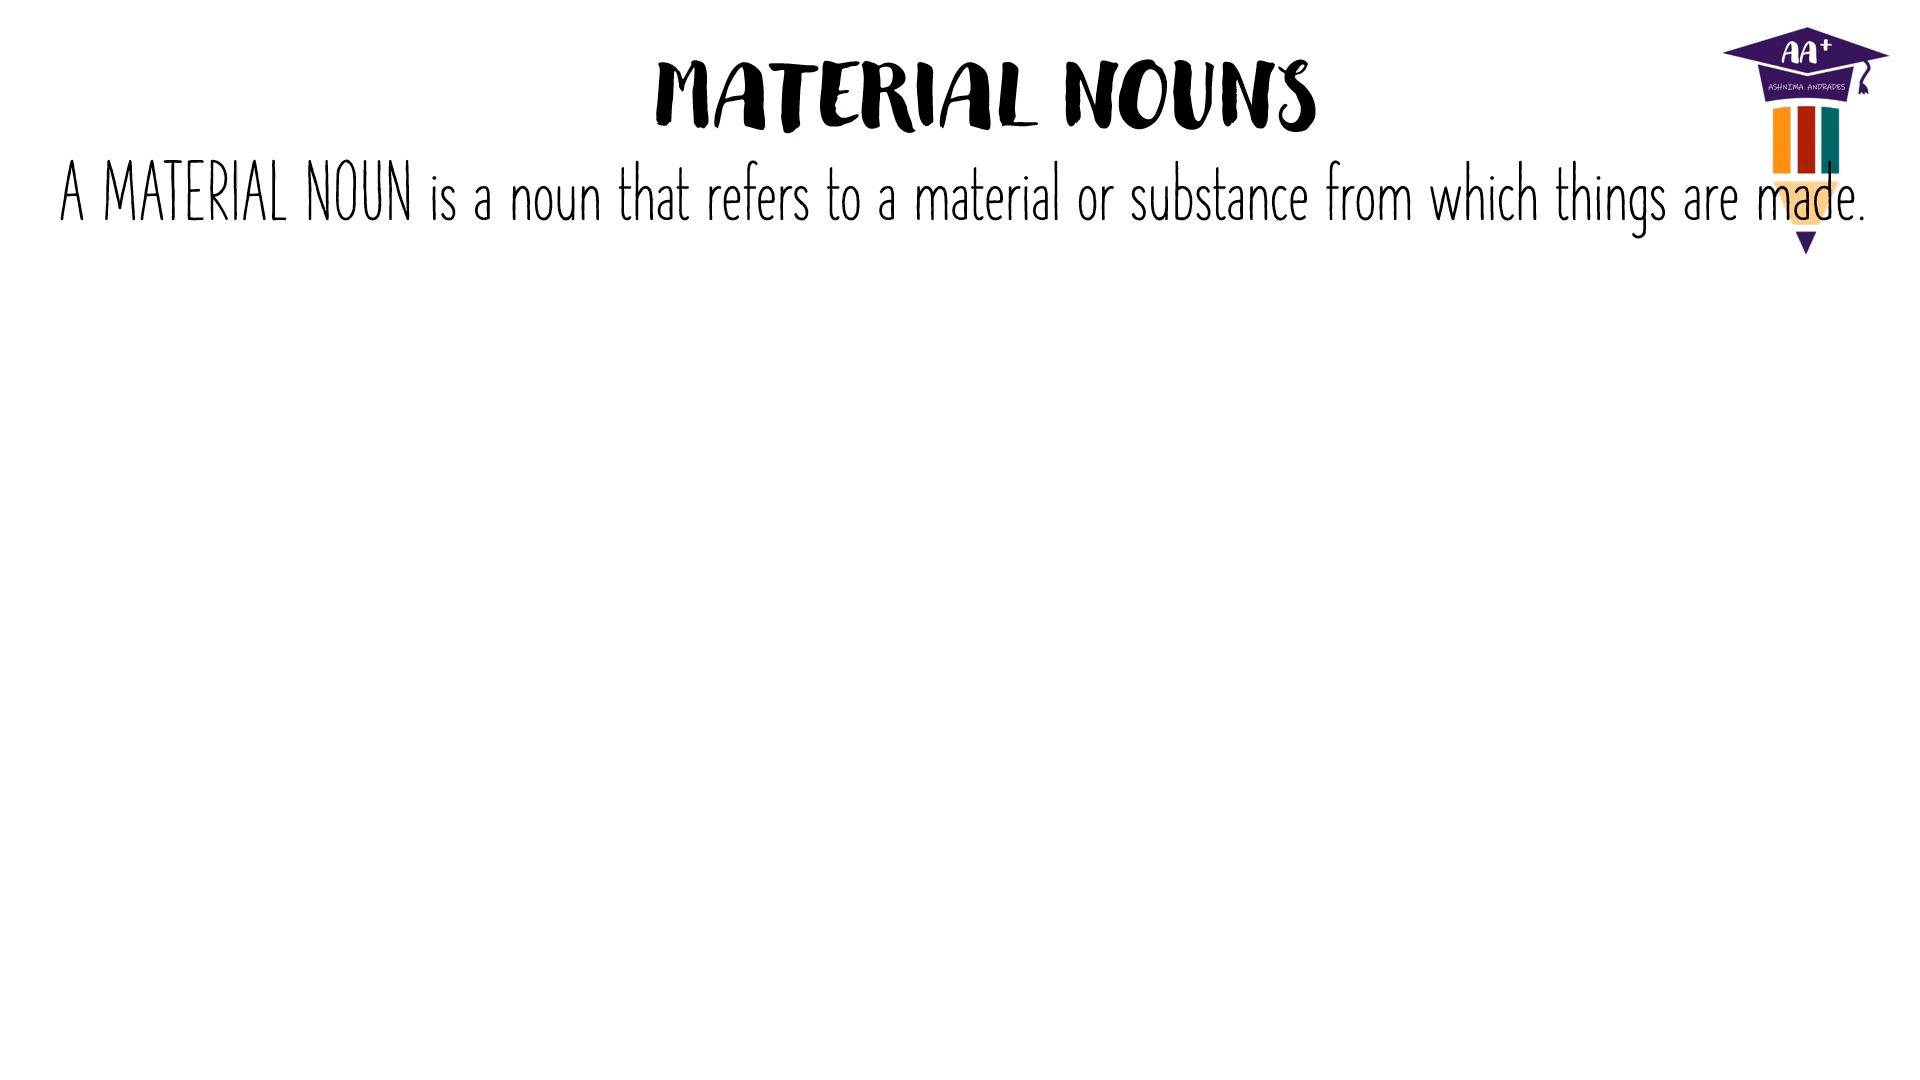 AA+
ASHNIMA ANDRADES
MATERIAL NOUNS
A MATERIAL NOUN is a noun that refers to a material or substance from which things are made.